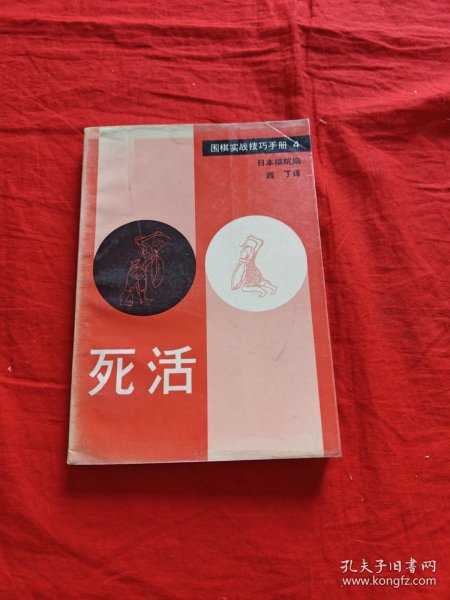 围棋实战技巧手册 4
日本棋院编
西 丁译
死活
孔夫子旧书网
www.kongfz.com